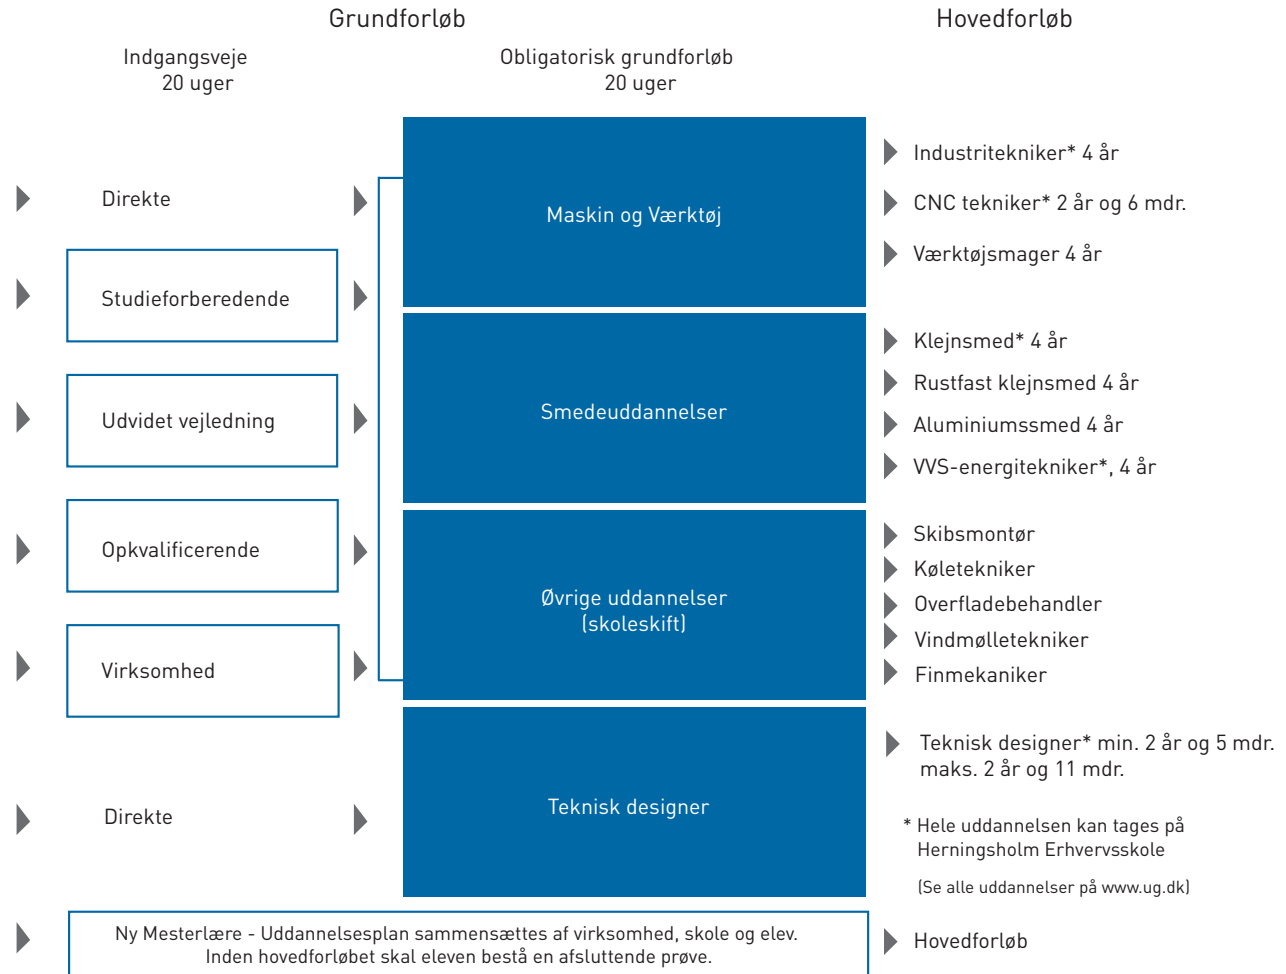 Grundforløb
Hovedforløb
Indgangsveje
20 uger
Obligatorisk grundforløb
20 uger
Direkte
Studieforberedende
Udvidet vejledning
Opkvalificerende
Virksomhed
Direkte
Maskin og Værktøj
Smedeuddannelser
Øvrige uddannelser
(skoleskift)
Teknisk designer
Industritekniker* 4 år
CNC tekniker* 2 år og 6 mdr.
Værktøjsmager 4 år
Klejnsmed* 4 år
Rustfast klejnsmed 4 år
Aluminiumssmed 4 år
VVS-energitekniker*, 4 år
Skibsmontør
Køletekniker
Overfladebehandler
Vindmølletekniker
Finmekaniker
Teknisk designer* min. 2 år og 5 mdr.
maks. 2 år og 11 mdr.
* Hele uddannelsen kan tages på
Herningsholm Erhvervsskole
(Se alle uddannelser på www.ug.dk)
Ny Mesterlære - Uddannelsesplan sammensættes af virksomhed, skole og elev.
Inden hovedforløbet skal eleven bestå en afsluttende prøve.
Hovedforløb